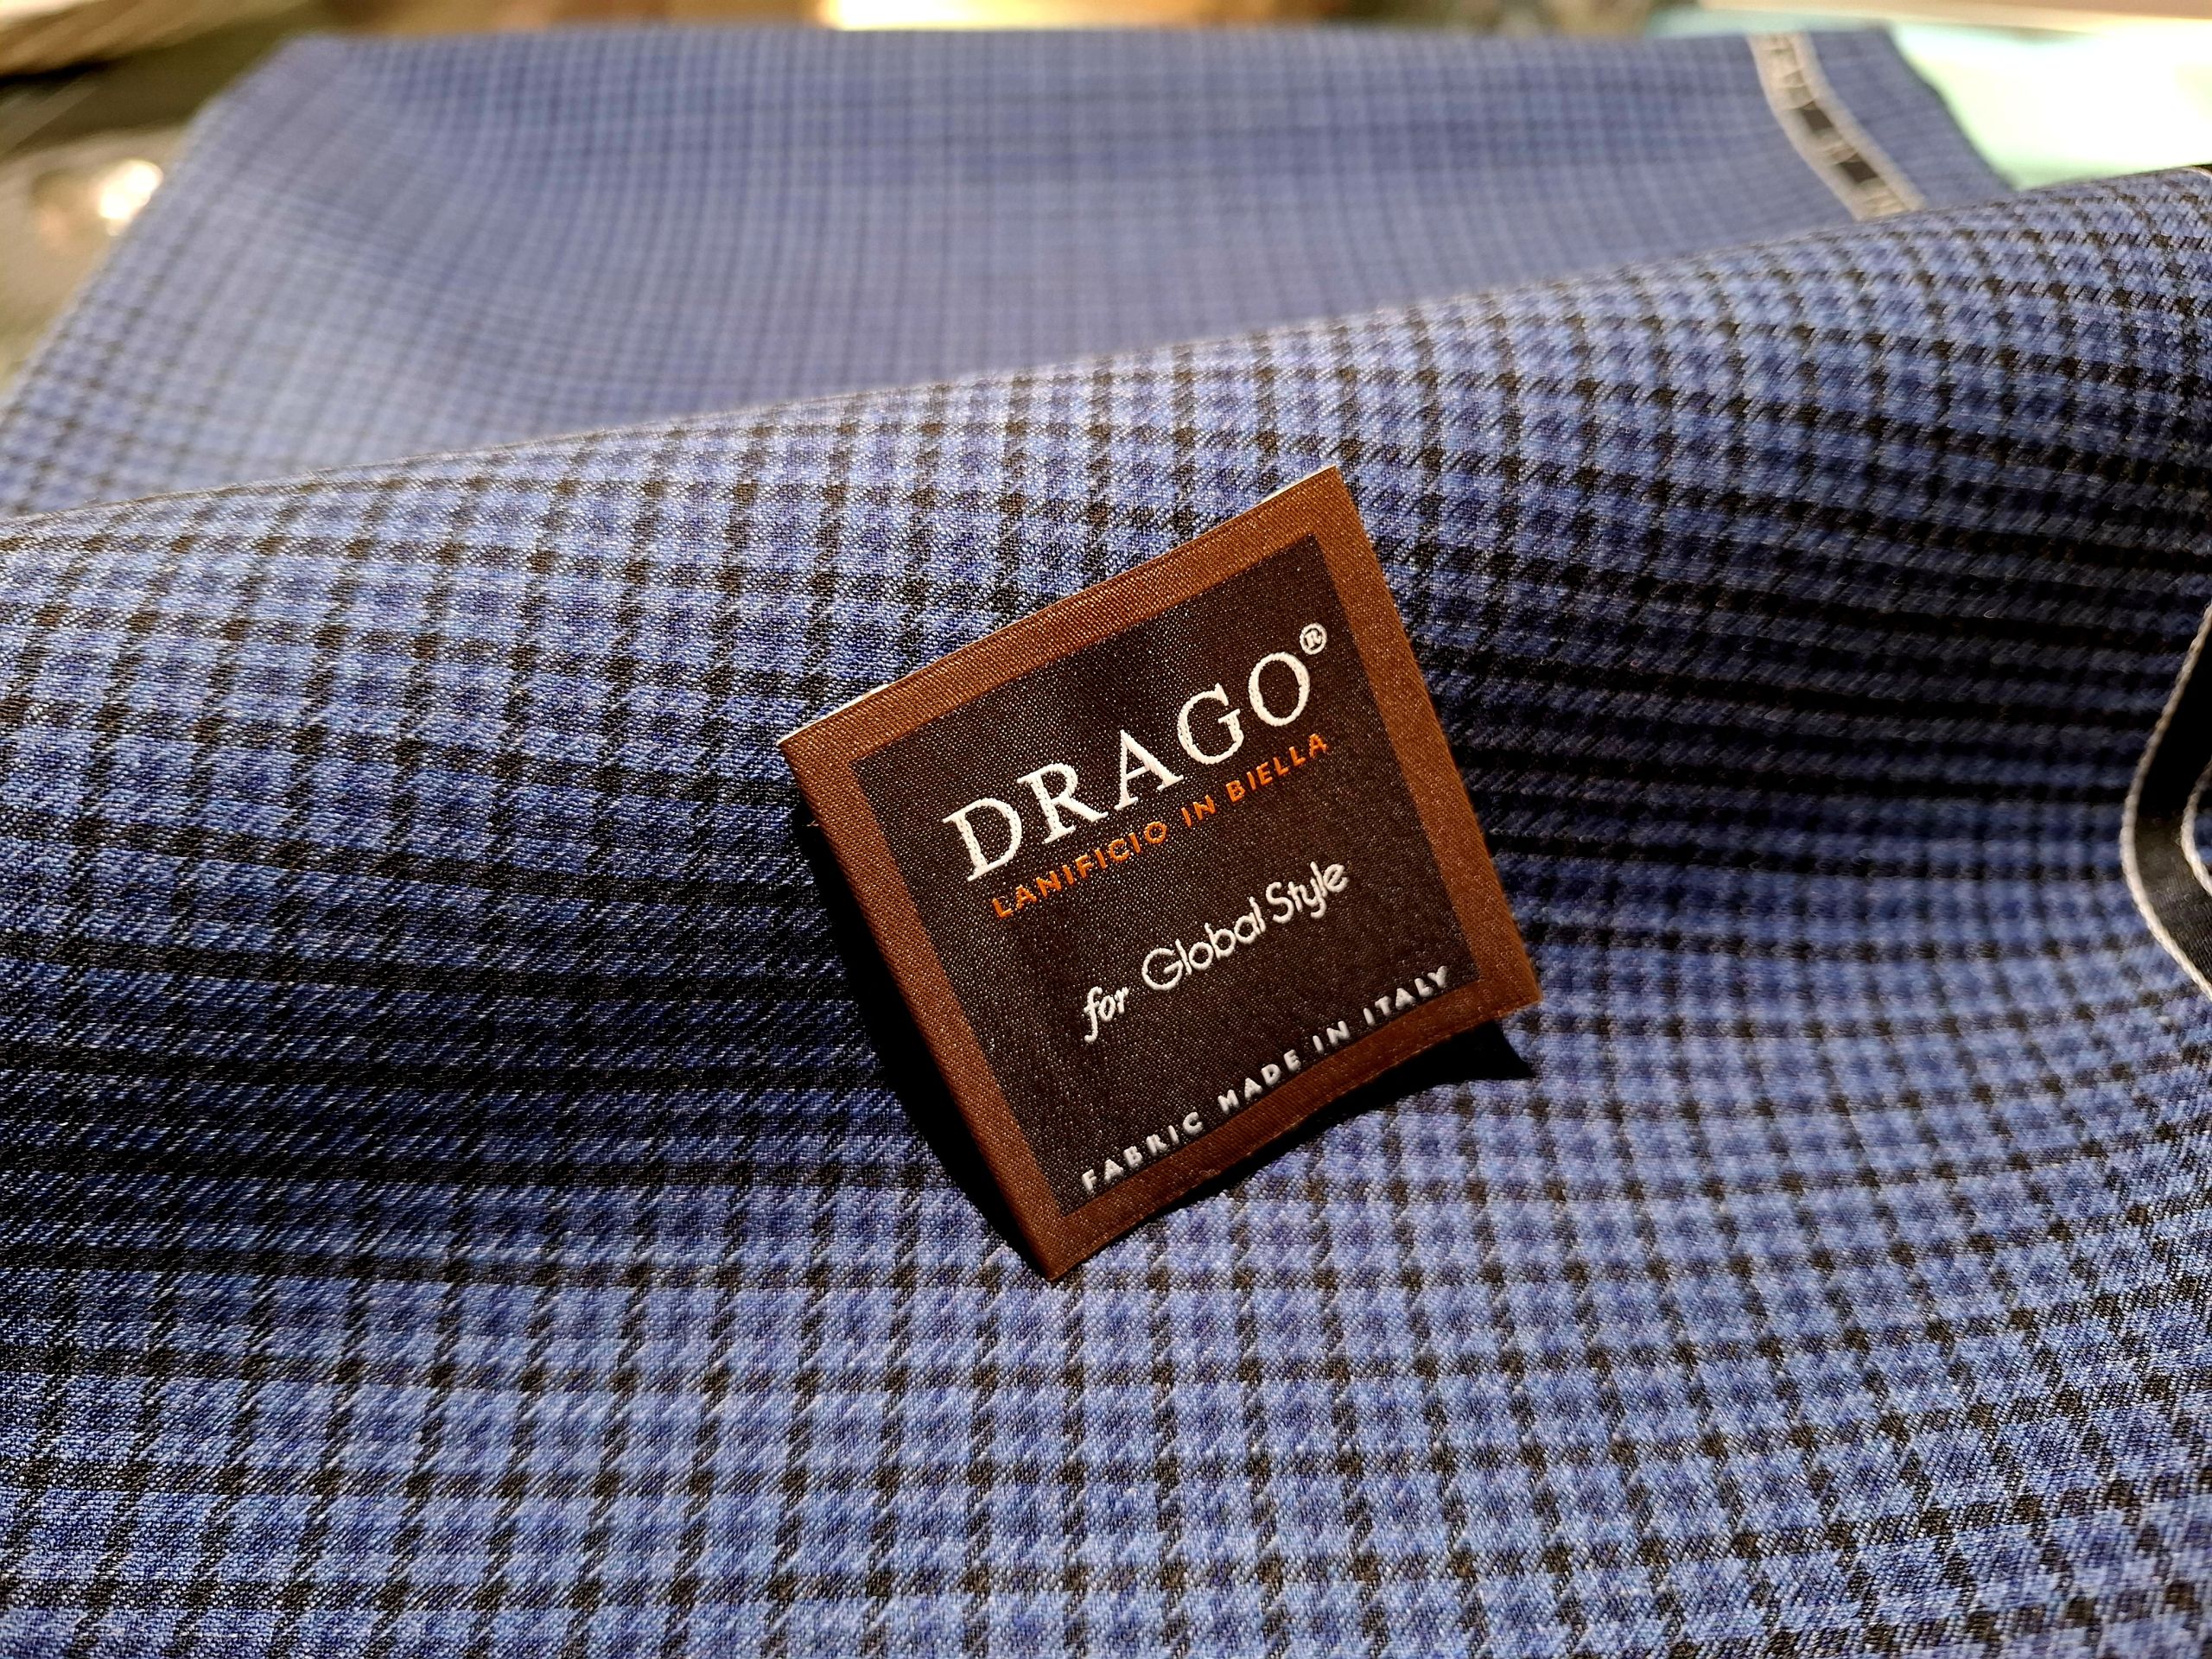 DRAGO®
LANIFICIO IN BIELLA
for Global Style
FABRIC MADE IN ITALY